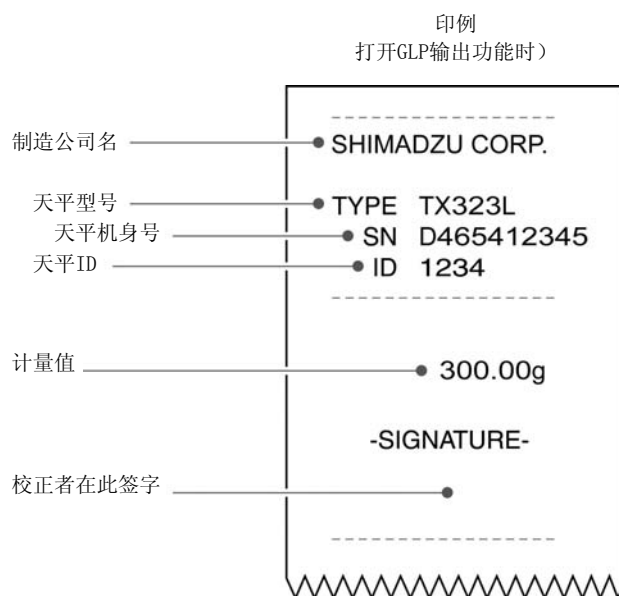 印例
打开GLP输出功能时）
制造公司名
SHIMADZU CORP.
天平型号
TYPE TX323L
天平机身号
SN D465412345
天平ID
ID 1234
计量值
300.00g
-SIGNATURE-
校正者在此签字